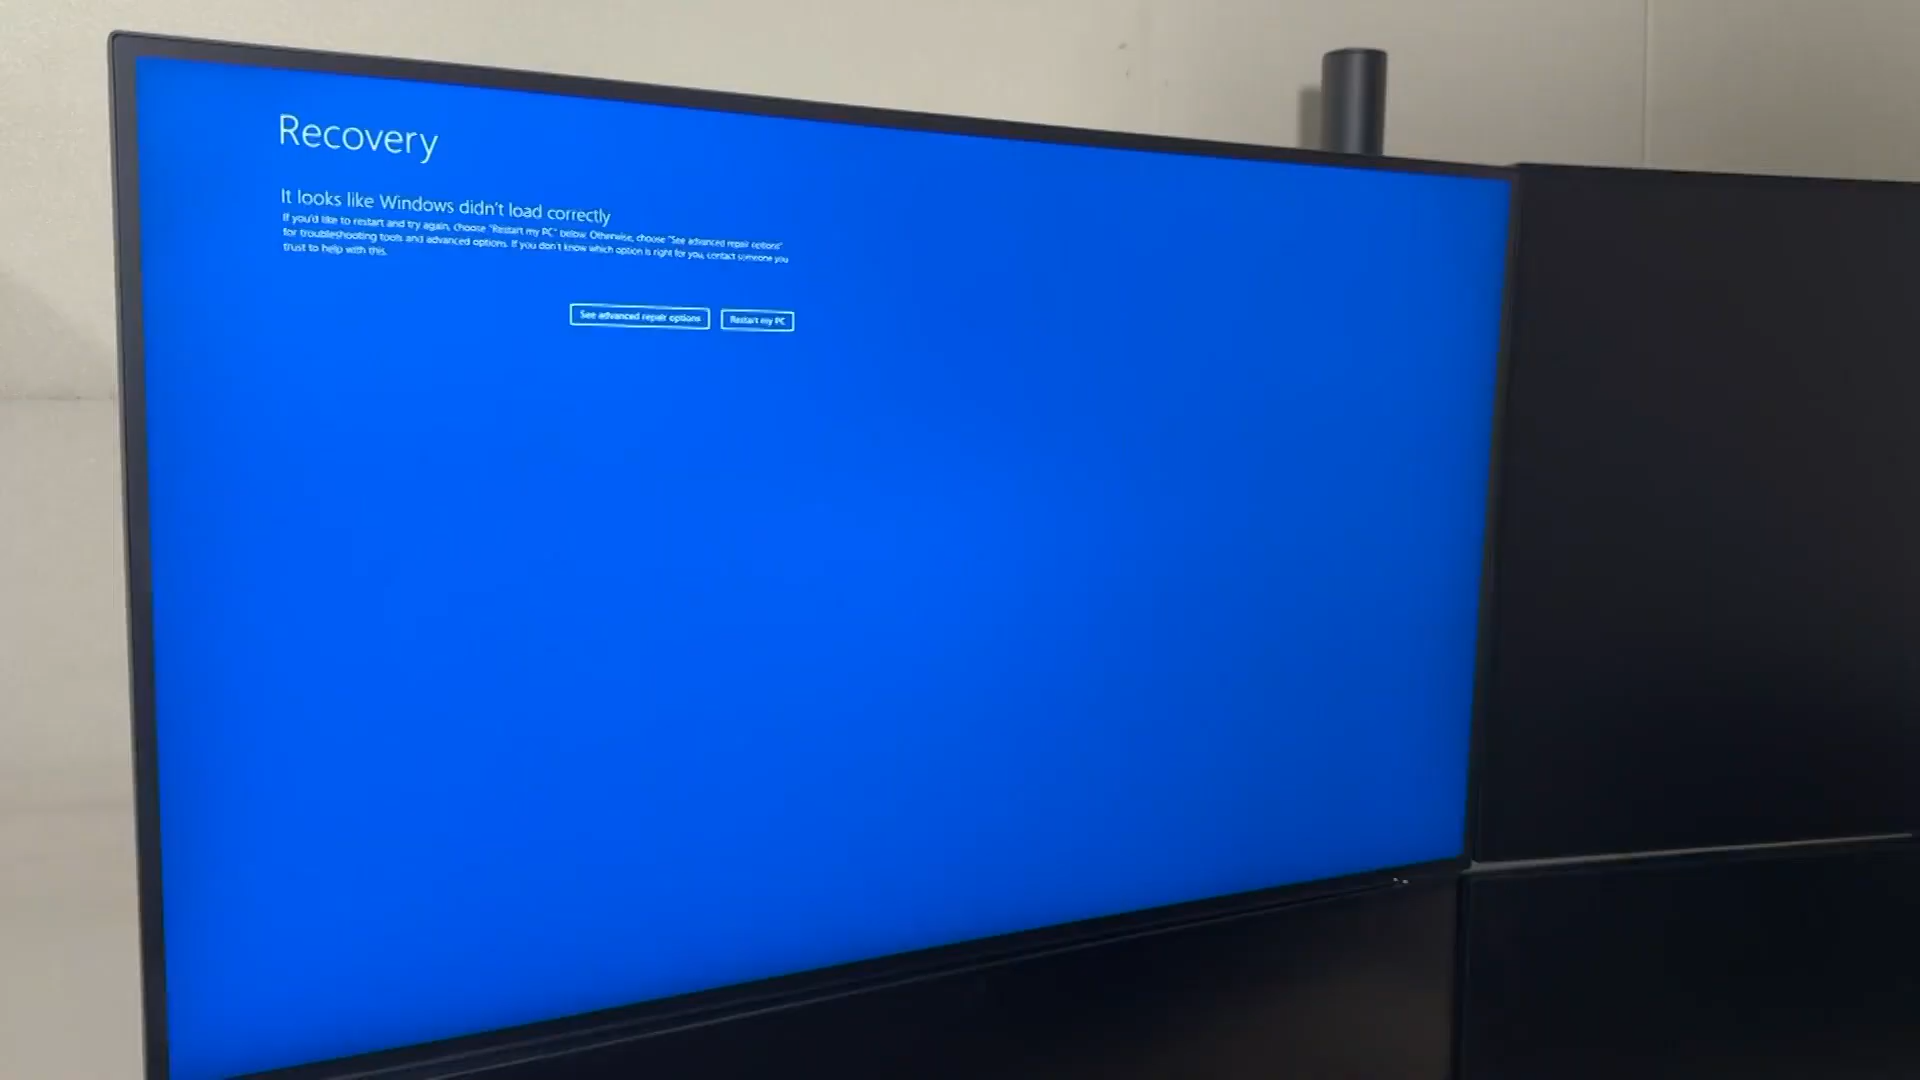 Recovery
It looks like Windows didn't load correctly
If you'd like to restart and try again, choose "Restart my PC" below. Otherwise, choose "See advanced repair options"
for troubleshooting tools and advanced options. If you don't know which option is right for you, contact someone you
trust to help with this.
See advanced repair options
Restart my PC